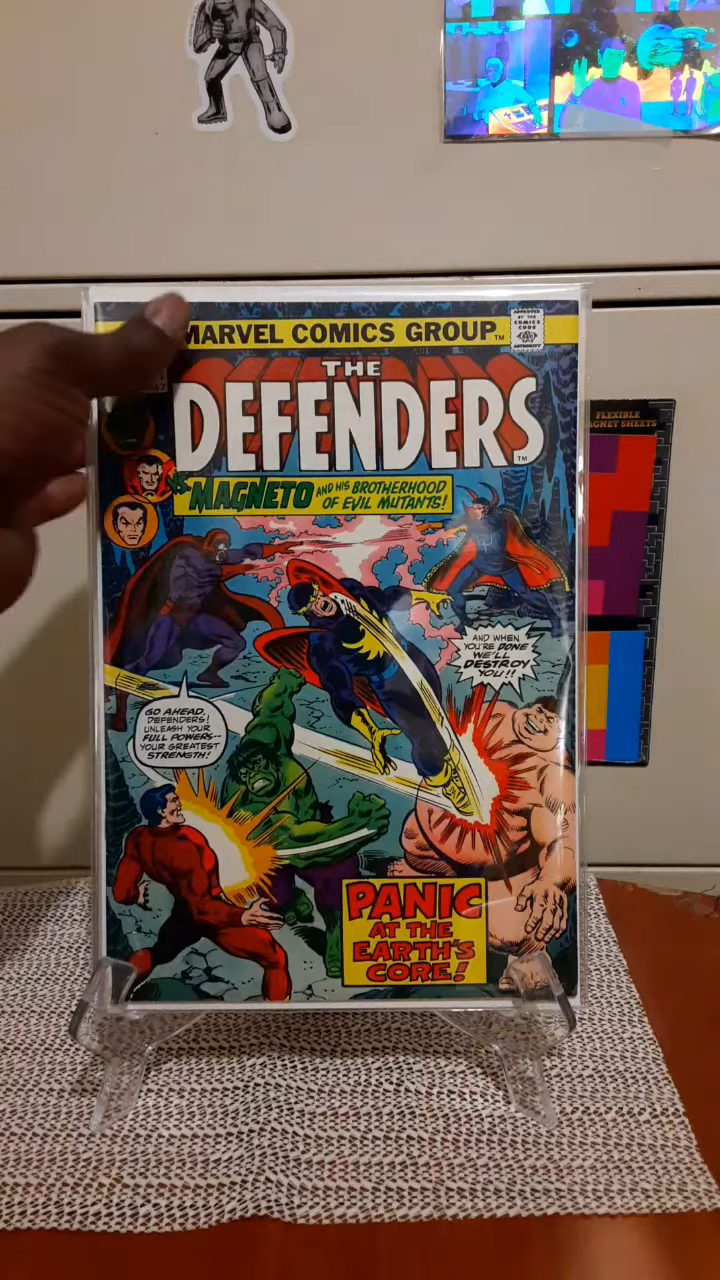 MARVEL COMICS GROUP™
APPROVED
BY THE
COMICS
CODE
AUTHORITY
THE
DEFENDERS™
VS. MAGNETO AND HIS BROTHERHOOD
OF EVIL MUTANTS!
AND WHEN
YOU'RE DONE
WE'LL
DESTROY
YOU!!
GO AHEAD,
DEFENDERS!
UNLEASH YOUR
FULL POWERS--
YOUR GREATEST
STRENGTH!
PANIC
AT THE
EARTH'S
CORE!
FLEXIBLE
MAGNET SHEETS